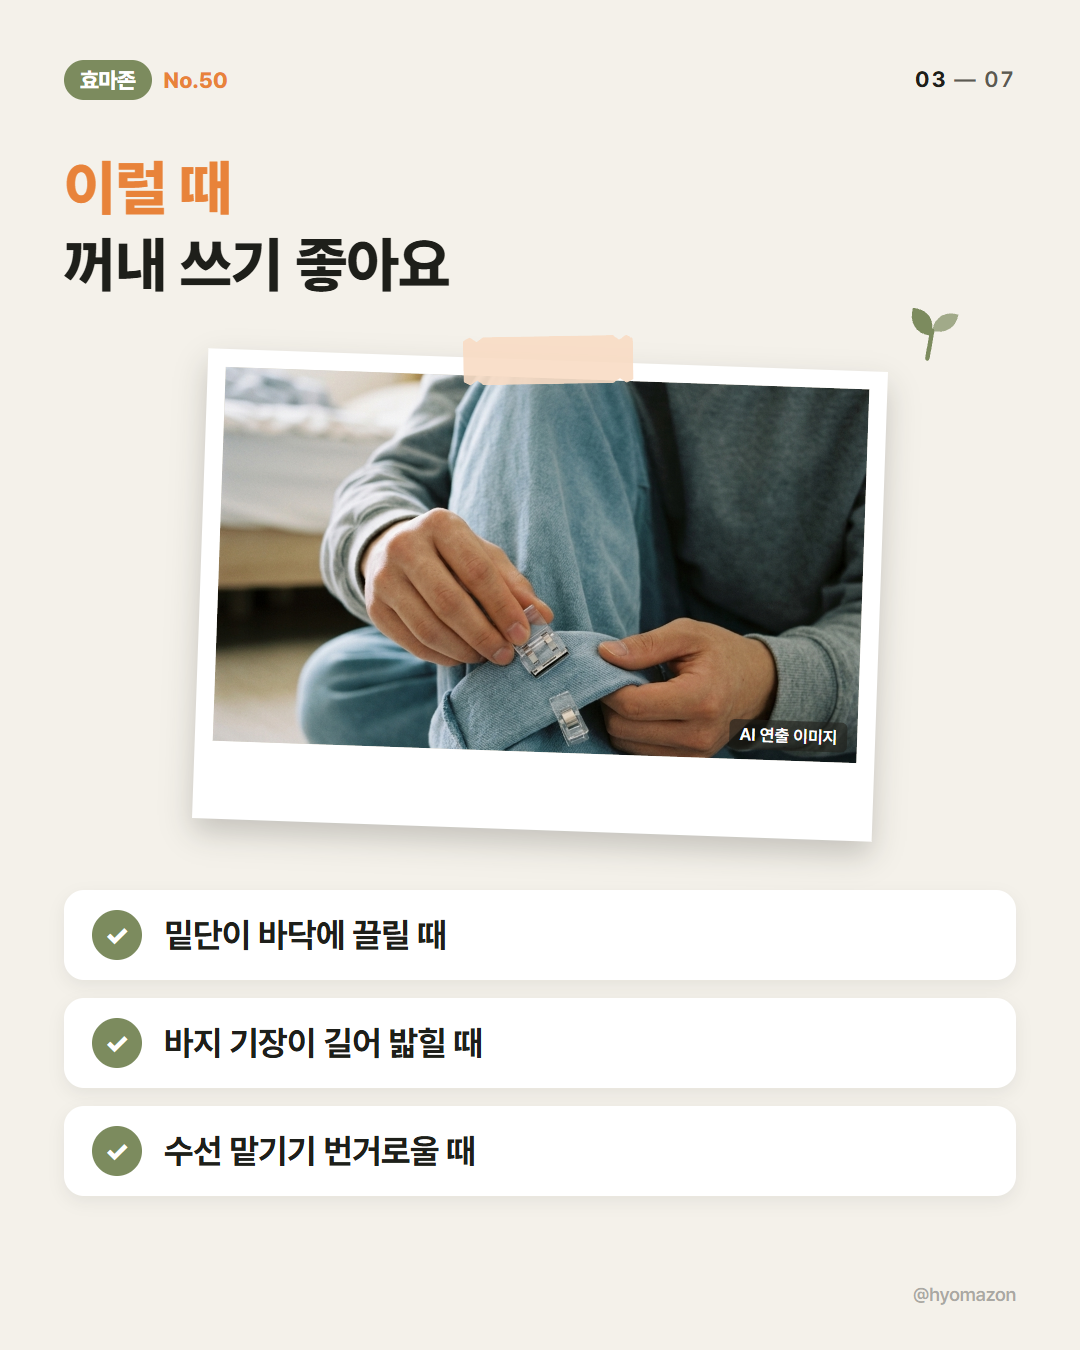 효마존 No.50
03 — 07
이럴 때
꺼내 쓰기 좋아요
AI 연출 이미지
밑단이 바닥에 끌릴 때
바지 기장이 길어 밟힐 때
수선 맡기기 번거로울 때
@hyomazon